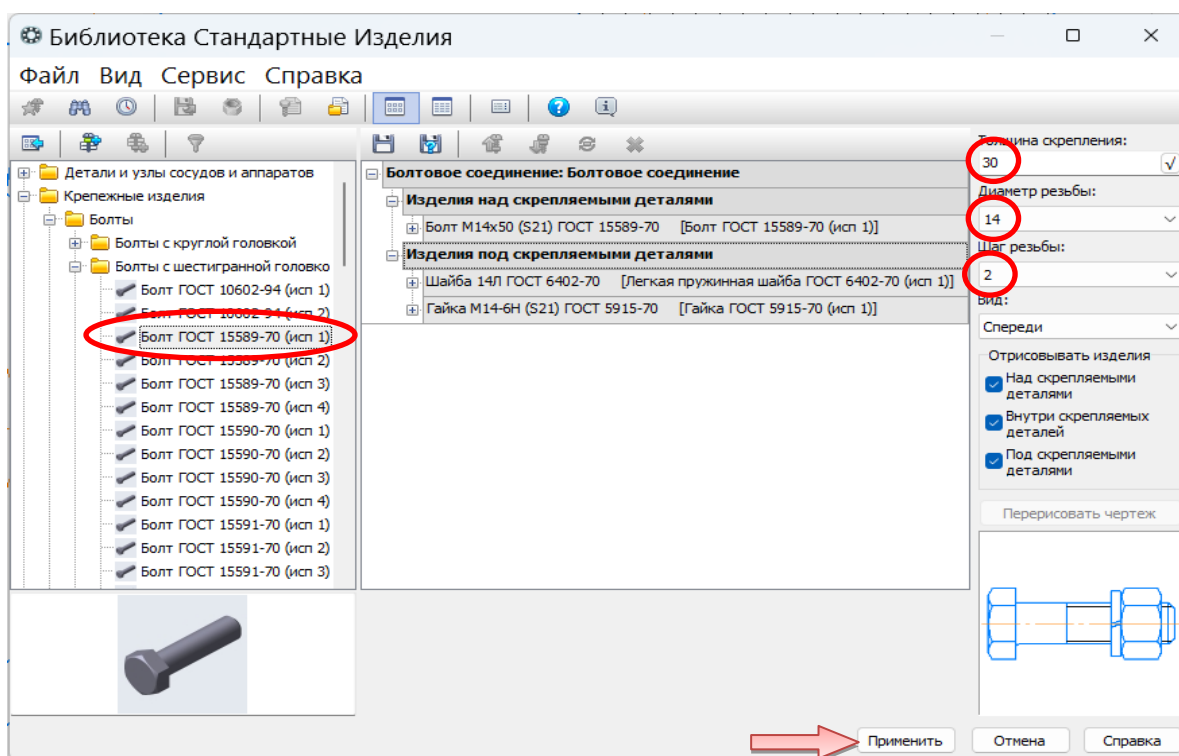 Библиотека Стандартные Изделия
Файл Вид Сервис Справка
Детали и узлы сосудов и аппаратов
Крепежные изделия
Болты
Болты с круглой головкой
Болты с шестигранной головко
Болт ГОСТ 10602-94 (исп 1)
Болт ГОСТ 10602-94 (исп 2)
Болт ГОСТ 15589-70 (исп 1)
Болт ГОСТ 15589-70 (исп 2)
Болт ГОСТ 15589-70 (исп 3)
Болт ГОСТ 15589-70 (исп 4)
Болт ГОСТ 15590-70 (исп 1)
Болт ГОСТ 15590-70 (исп 2)
Болт ГОСТ 15590-70 (исп 3)
Болт ГОСТ 15590-70 (исп 4)
Болт ГОСТ 15591-70 (исп 1)
Болт ГОСТ 15591-70 (исп 2)
Болт ГОСТ 15591-70 (исп 3)
Болтовое соединение: Болтовое соединение
Изделия над скрепляемыми деталями
Болт M14x50 (S21) ГОСТ 15589-70 [Болт ГОСТ 15589-70 (исп 1)]
Изделия под скрепляемыми деталями
Шайба 14Л ГОСТ 6402-70 [Легкая пружинная шайба ГОСТ 6402-70 (исп 1)]
Гайка М14-6Н (S21) ГОСТ 5915-70 [Гайка ГОСТ 5915-70 (исп 1)]
Толщина скрепления:
30
Диаметр резьбы:
14
Шаг резьбы:
2
Вид:
Спереди
Отрисовывать изделия
Над скрепляемыми
деталями
Внутри скрепляемых
деталей
Под скрепляемыми
деталями
Перерисовать чертеж
Применить
Отмена
Справка